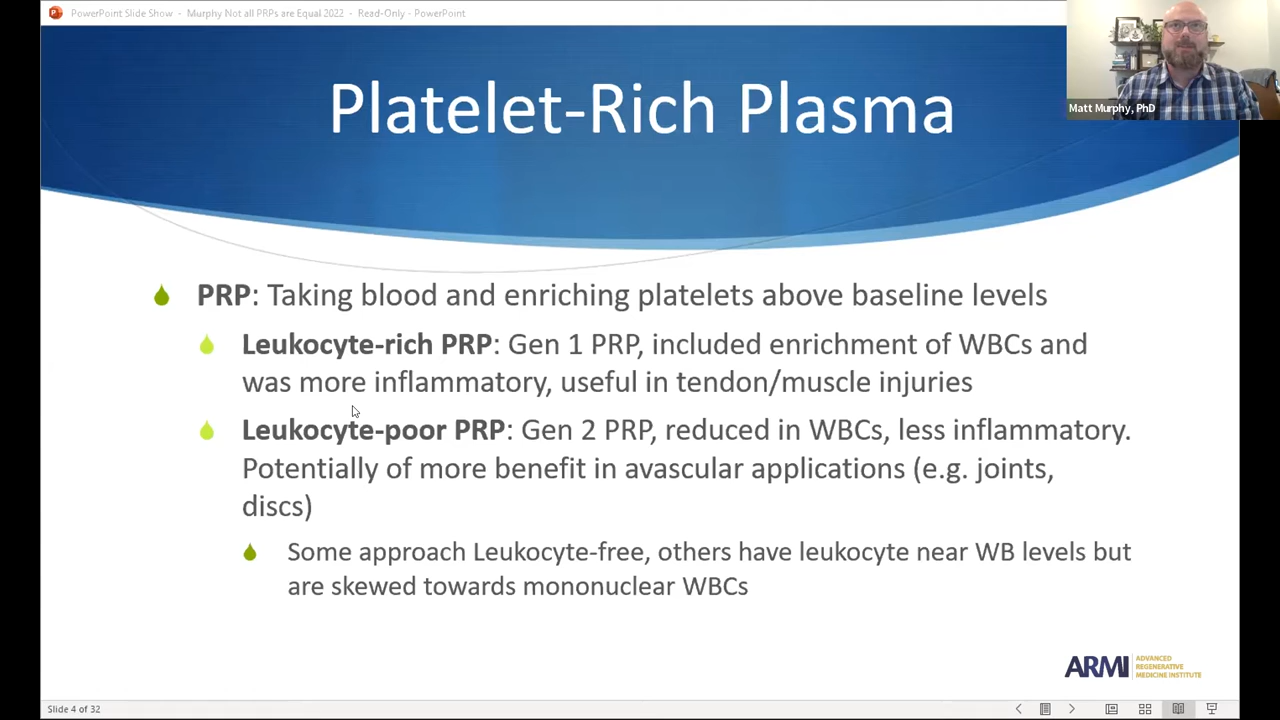 PowerPoint Slide Show - Murphy Not all PRPs are Equal 2022 - Read-Only - PowerPoint
Matt Murphy, PhD
Platelet-Rich Plasma
PRP: Taking blood and enriching platelets above baseline levels
Leukocyte-rich PRP: Gen 1 PRP, included enrichment of WBCs and
was more inflammatory, useful in tendon/muscle injuries
Leukocyte-poor PRP: Gen 2 PRP, reduced in WBCs, less inflammatory.
Potentially of more benefit in avascular applications (e.g. joints,
discs)
Some approach Leukocyte-free, others have leukocyte near WB levels but
are skewed towards mononuclear WBCs
ARMI
ADVANCED
REGENERATIVE
MEDICINE INSTITUTE
Slide 4 of 32